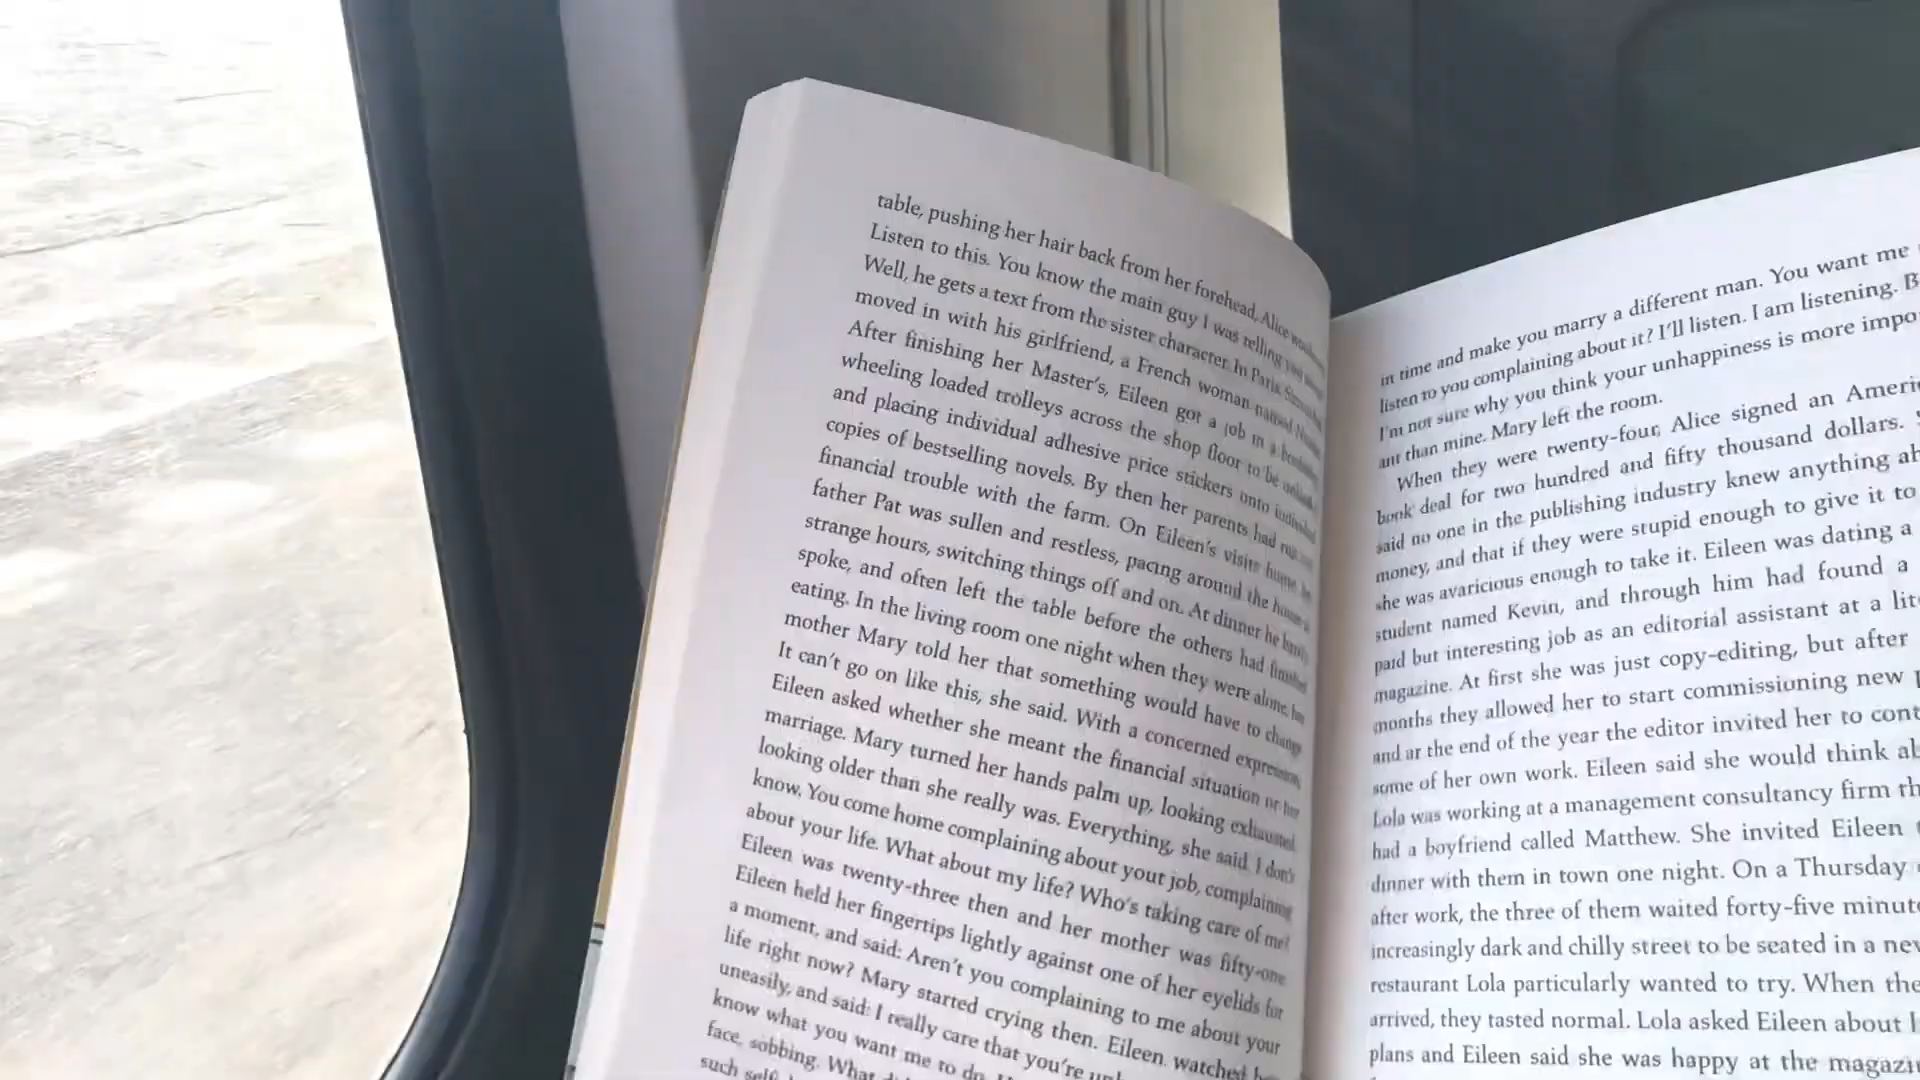 table, pushing her hair back from her forehead, Alice
Listen to this. You know the main guy I was telling you
Well, he gets a text from the sister character. In Paris, Simon
moved in with his girlfriend, a French woman named
After finishing her Master's, Eileen got a job in a
wheeling loaded trolleys across the shop floor to be
and placing individual adhesive price stickers onto individual
copies of bestselling novels. By then her parents had run
financial trouble with the farm. On Eileen's visits home, her
father Pat was sullen and restless, pacing around the house
strange hours, switching things off and on. At dinner he barely
spoke, and often left the table before the others had finished
eating. In the living room one night when they were alone, her
mother Mary told her that something would have to change.
It can't go on like this, she said. With a concerned expression,
Eileen asked whether she meant the financial situation or her
marriage. Mary turned her hands palm up, looking exhausted,
looking older than she really was. Everything, she said. I don't
know. You come home complaining about your job, complaining
about your life. What about my life? Who's taking care of me?
Eileen was twenty-three then and her mother was fifty-one.
Eileen held her fingertips lightly against one of her eyelids for
a moment, and said: Aren't you complaining to me about your
life right now? Mary started crying then. Eileen watched
uneasily, and said: I really care that you're
know what you want me to do.
face, sobbing. What
such
in time and make you marry a different man. You want me
listen to you complaining about it? I'll listen. I am listening. B
I'm not sure why you think your unhappiness is more impo
ant than mine. Mary left the room.
When they were twenty-four, Alice signed an Ameri
book deal for two hundred and fifty thousand dollars.
said no one in the publishing industry knew anything ab
money, and that if they were stupid enough to give it to
she was avaricious enough to take it. Eileen was dating a
student named Kevin, and through him had found a
paid but interesting job as an editorial assistant at a lite
magazine. At first she was just copy-editing, but after
months they allowed her to start commissioning new
and at the end of the year the editor invited her to cont
some of her own work. Eileen said she would think ab
Lola was working at a management consultancy firm th
had a boyfriend called Matthew. She invited Eileen
dinner with them in town one night. On a Thursday
after work, the three of them waited forty-five minute
increasingly dark and chilly street to be seated in a new
restaurant Lola particularly wanted to try. When the
arrived, they tasted normal. Lola asked Eileen about
plans and Eileen said she was happy at the magazi